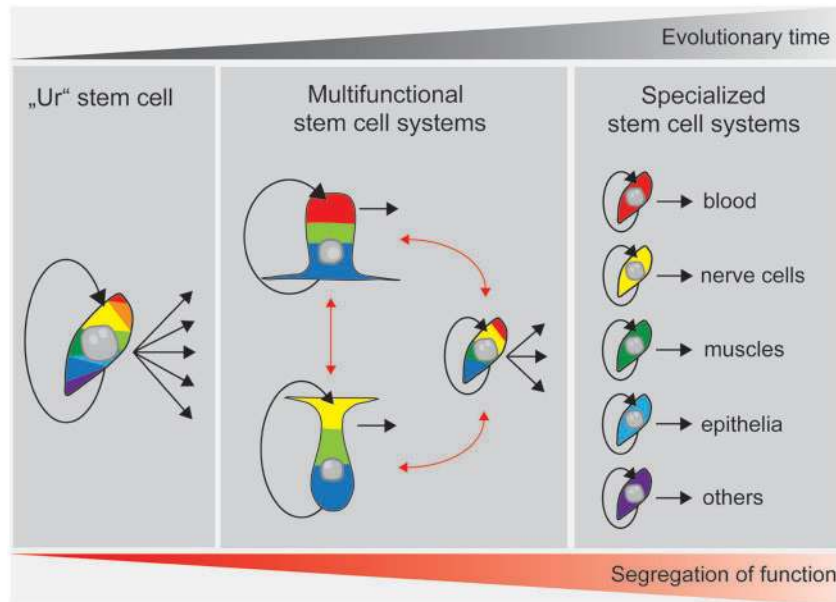 Evolutionary time
„Ur“ stem cell
Multifunctional
stem cell systems
Specialized
stem cell systems
blood
nerve cells
muscles
epithelia
others
Segregation of function